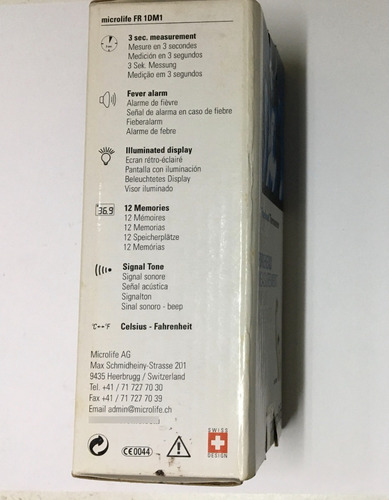 microlife FR 1DM1
3 sec. measurement
Mesure en 3 secondes
Medición en 3 segundos
3 Sek. Messung
Medição em 3 segundos
Fever alarm
Alarme de fièvre
Señal de alarma en caso de fiebre
Fieberalarm
Alarme de febre
Illuminated display
Ecran rétro-éclairé
Pantalla con iluminación
Beleuchtetes Display
Visor iluminado
36.9
12 Memories
12 Mémoires
12 Memorias
12 Speicherplätze
12 Memórias
Signal Tone
Signal sonore
Señal acústica
Signalton
Sinal sonoro - beep
°C↔°F Celsius - Fahrenheit
Microlife AG
Max Schmidheiny-Strasse 201
9435 Heerbrugg / Switzerland
Tel. +41 / 71 727 70 30
Fax +41 / 71 727 70 39
Email admin@microlife.ch
CE0044
SWISS
DESIGN